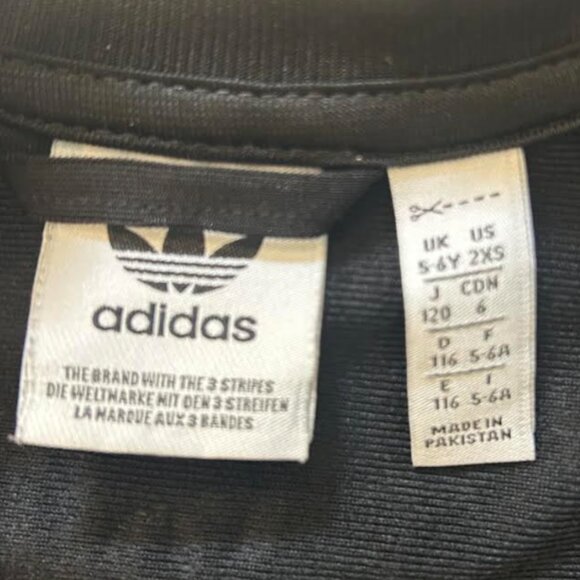 adidas
THE BRAND WITH THE 3 STRIPES
DIE WELTMARKE MIT DEN 3 STREIFEN
LA MARQUE AUX 3 BANDES
UK US
5-6Y 2XS
J CDN
120 6
D F
116 5-6A
E I
116 5-6A
MADE IN
PAKISTAN